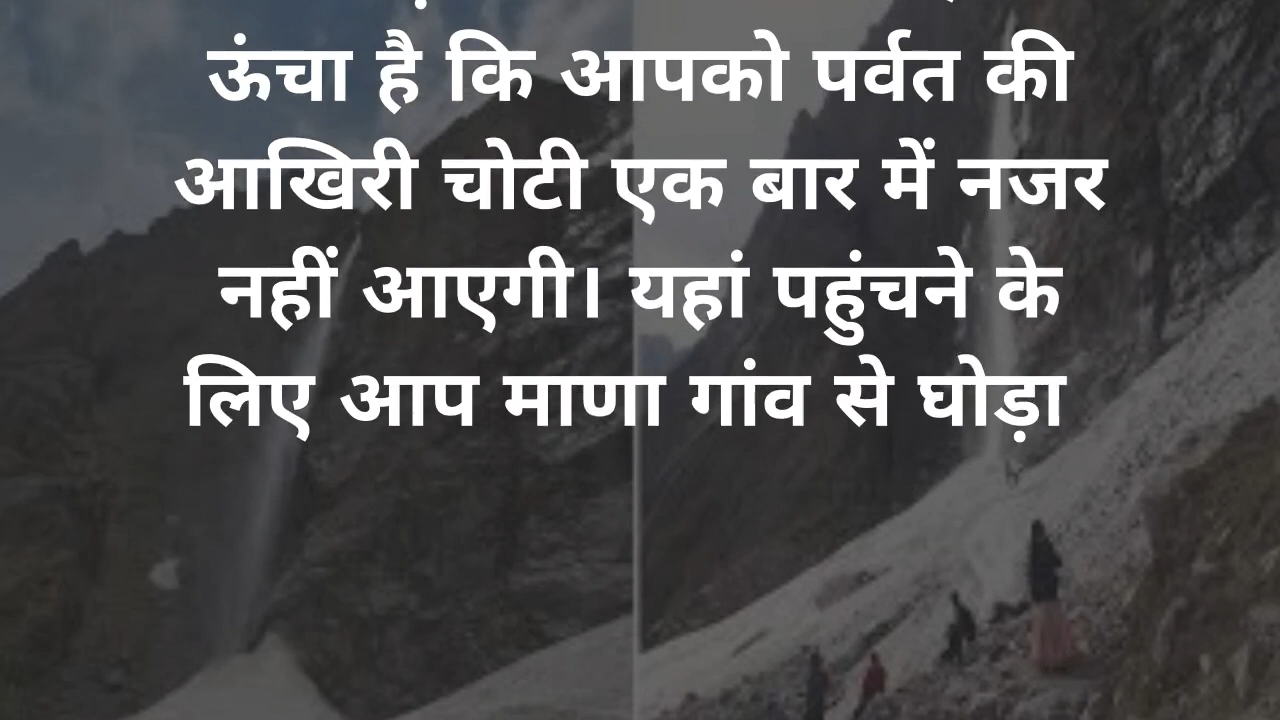 ऊंचा है कि आपको पर्वत की
आखिरी चोटी एक बार में नजर
नहीं आएगी। यहां पहुंचने के
लिए आप माणा गांव से घोड़ा